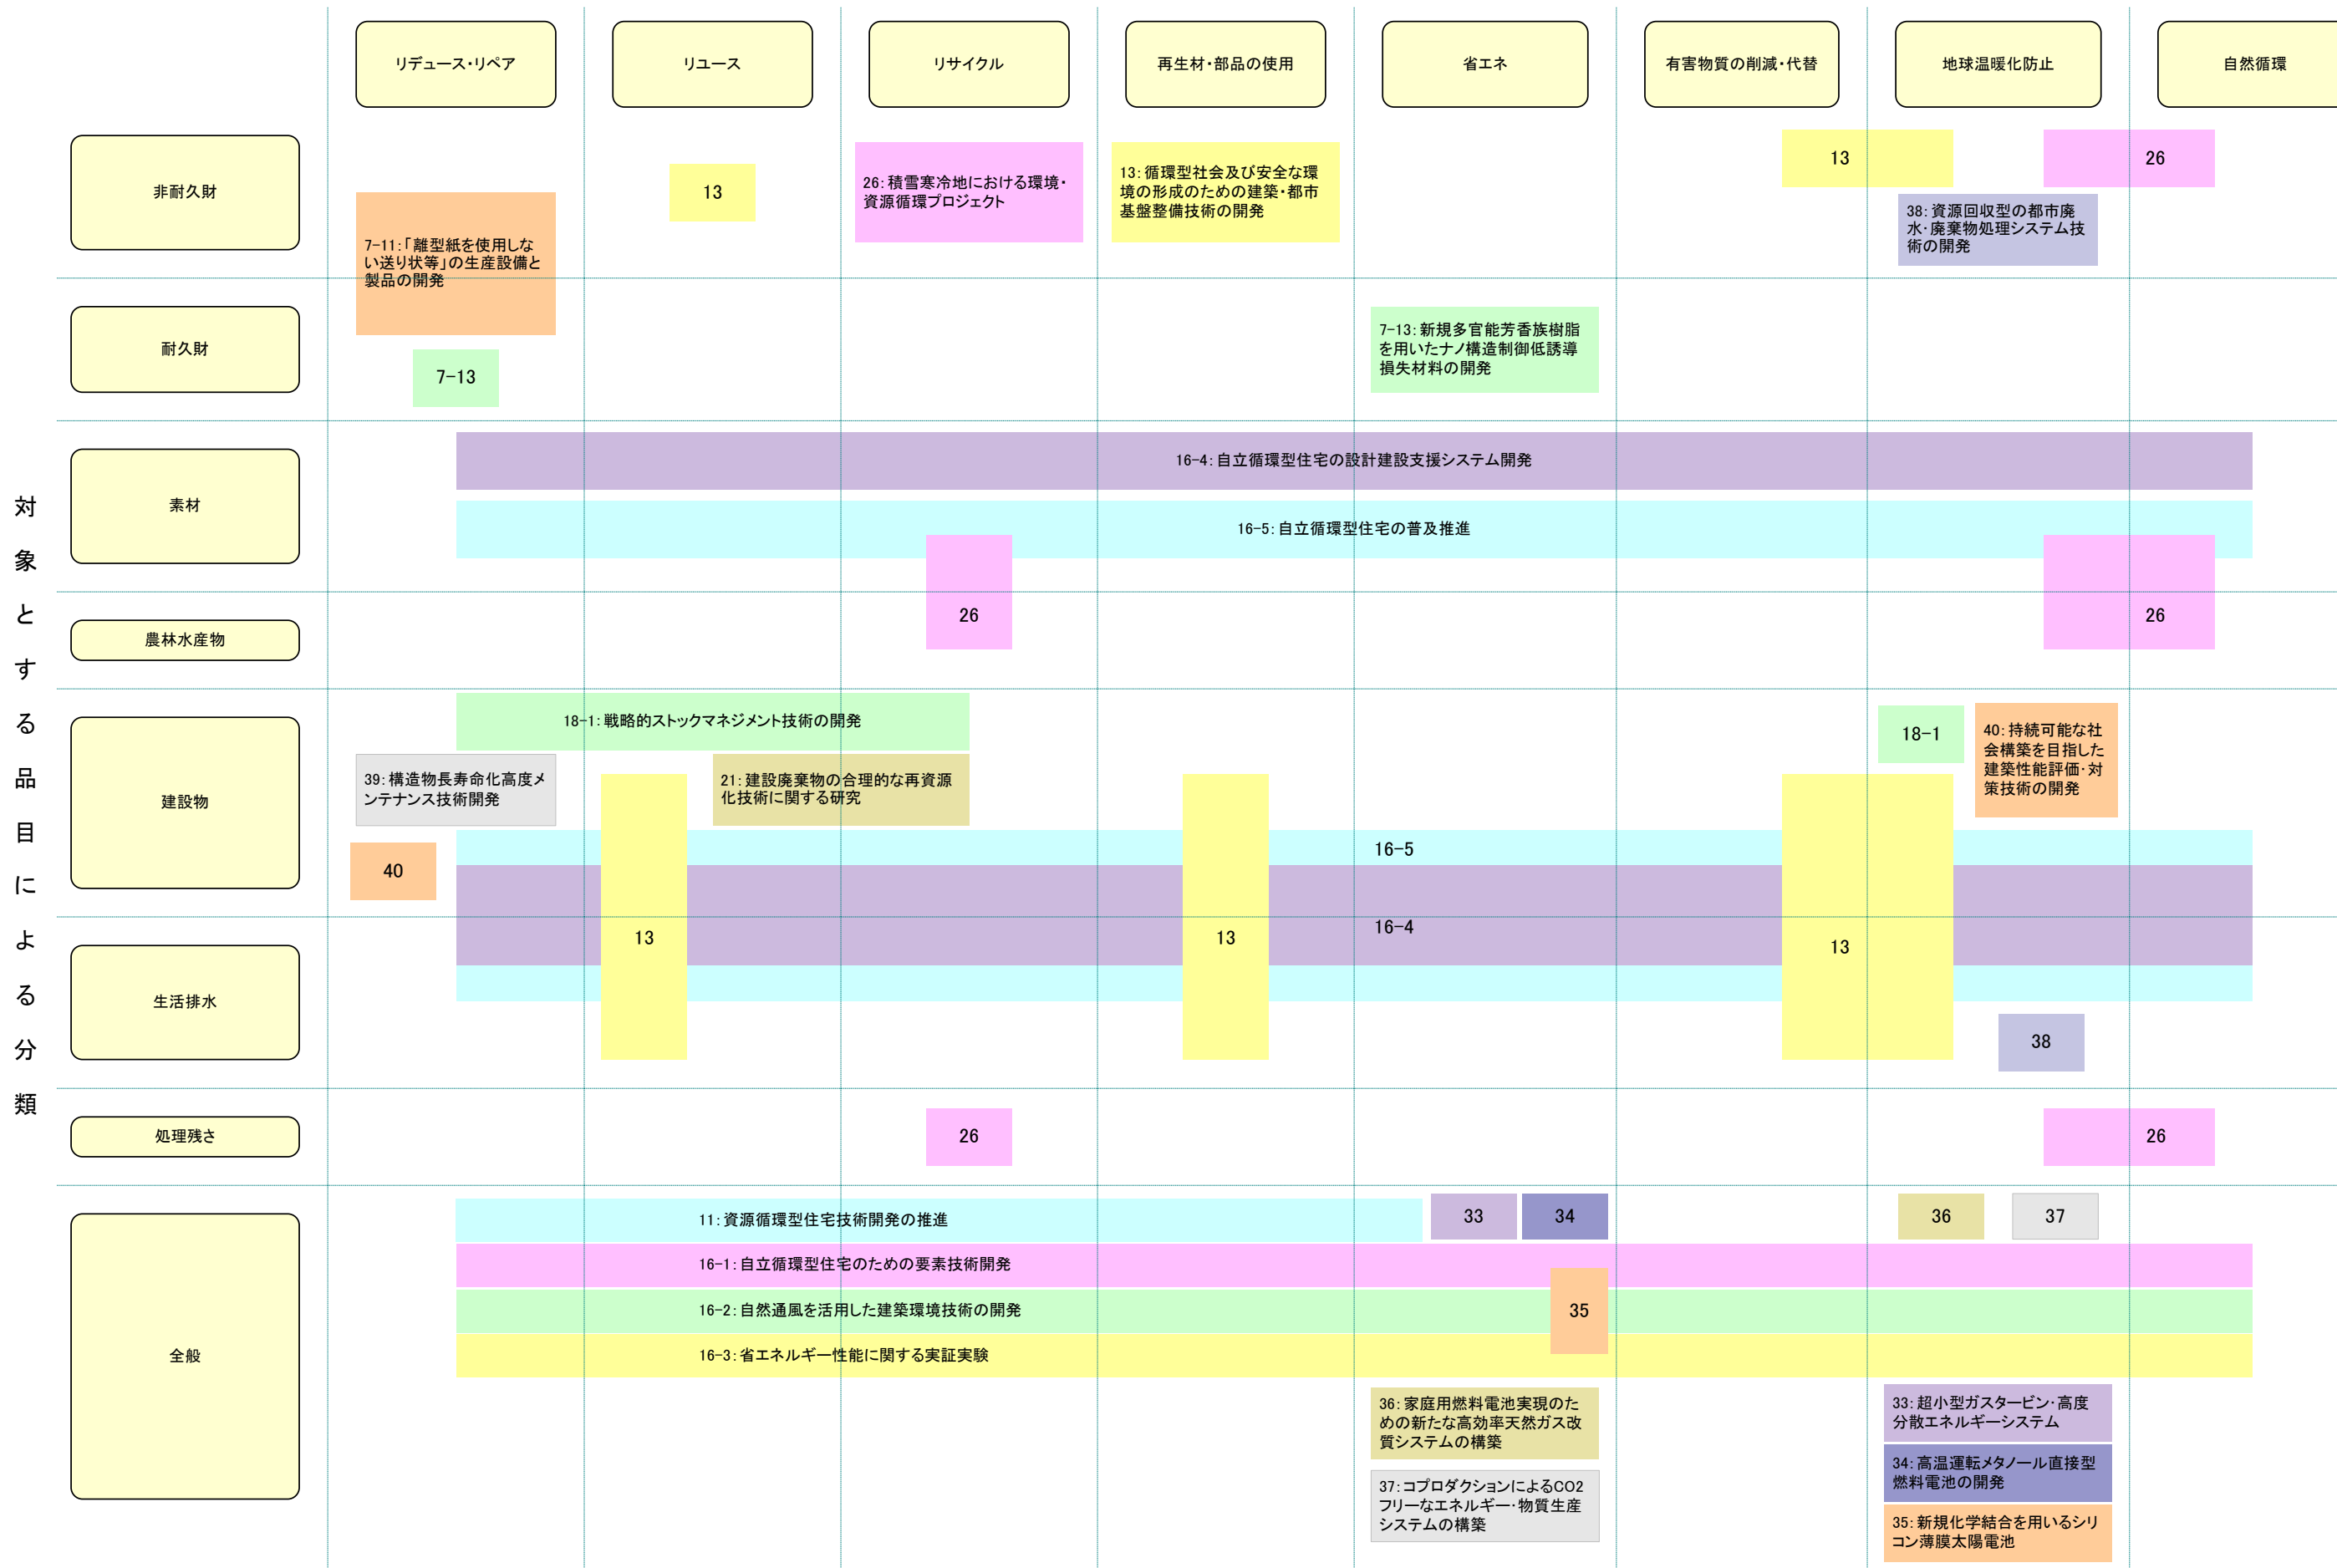 リデュース・リペア
リユース
リサイクル
再生材・部品の使用
省エネ
有害物質の削減・代替
地球温暖化防止
自然循環
対象とする品目による分類
非耐久財
7-11:「離型紙を使用しな
い送り状等」の生産設備と
製品の開発
13
26:積雪寒冷地における環境・
資源循環プロジェクト
13:循環型社会及び安全な環
境の形成のための建築・都市
基盤整備技術の開発
13
26
38:資源回収型の都市廃
水・廃棄物処理システム技
術の開発
耐久財
7-13
7-13:新規多官能芳香族樹脂
を用いたナノ構造制御低誘導
損失材料の開発
素材
16-4:自立循環型住宅の設計建設支援システム開発
16-5:自立循環型住宅の普及推進
農林水産物
26
26
建設物
18-1:戦略的ストックマネジメント技術の開発
18-1
40:持続可能な社
会構築を目指した
建築性能評価・対
策技術の開発
39:構造物長寿命化高度メ
ンテナンス技術開発
21:建設廃棄物の合理的な再資源
化技術に関する研究
40
16-5
16-4
13
13
13
生活排水
38
処理残さ
26
26
全般
11:資源循環型住宅技術開発の推進
33
34
36
37
16-1:自立循環型住宅のための要素技術開発
16-2:自然通風を活用した建築環境技術の開発
35
16-3:省エネルギー性能に関する実証実験
36:家庭用燃料電池実現のた
めの新たな高効率天然ガス改
質システムの構築
37:コプロダクションによるCO2
フリーなエネルギー・物質生産
システムの構築
33:超小型ガスタービン・高度
分散エネルギーシステム
34:高温運転メタノール直接型
燃料電池の開発
35:新規化学結合を用いるシリ
コン薄膜太陽電池